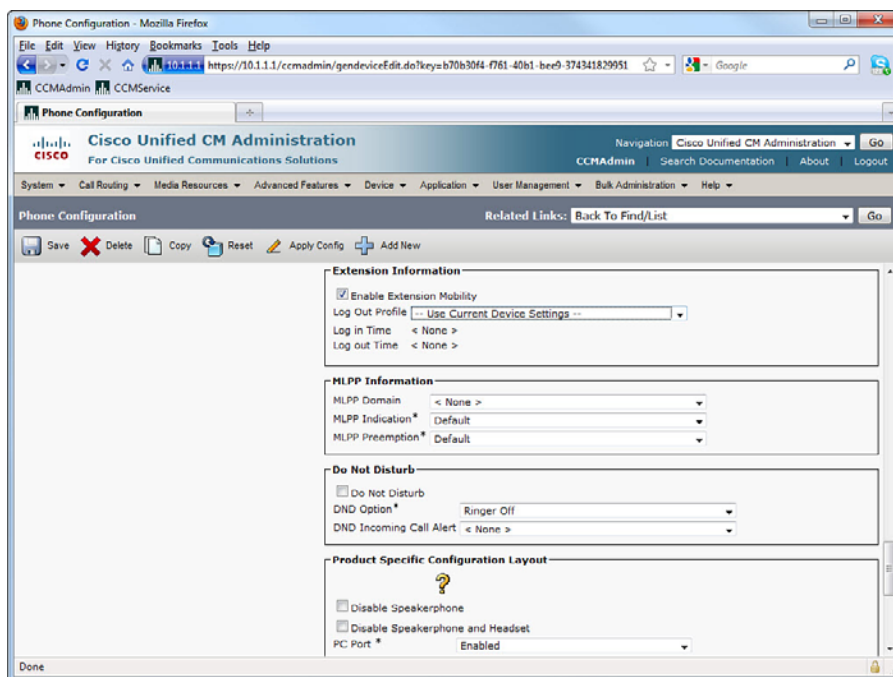 Phone Configuration - Mozilla Firefox
File Edit View History Bookmarks Tools Help
10.1.1.1 https://10.1.1.1/ccmadmin/gendeviceEdit.do?key=b70b30f4-f761-40b1-bee9-374341829951 Google
CCMAdmin CCMService
Phone Configuration
CISCO Cisco Unified CM Administration Navigation Cisco Unified CM Administration Go
For Cisco Unified Communications Solutions CCMAdmin Search Documentation About Logout
System Call Routing Media Resources Advanced Features Device Application User Management Bulk Administration Help
Phone Configuration Related Links: Back To Find/List Go
Save Delete Copy Reset Apply Config Add New
Extension Information
Enable Extension Mobility
Log Out Profile -- Use Current Device Settings --
Log in Time < None >
Log out Time < None >
MLPP Information
MLPP Domain < None >
MLPP Indication* Default
MLPP Preemption* Default
Do Not Disturb
Do Not Disturb
DND Option* Ringer Off
DND Incoming Call Alert < None >
Product Specific Configuration Layout
?
Disable Speakerphone
Disable Speakerphone and Headset
PC Port * Enabled
Done